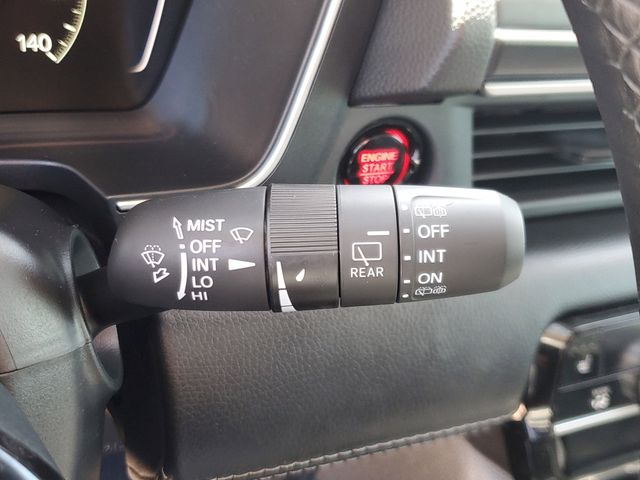 140
ENGINE
START
STOP
MIST
OFF
INT
LO
HI
REAR
OFF
INT
ON